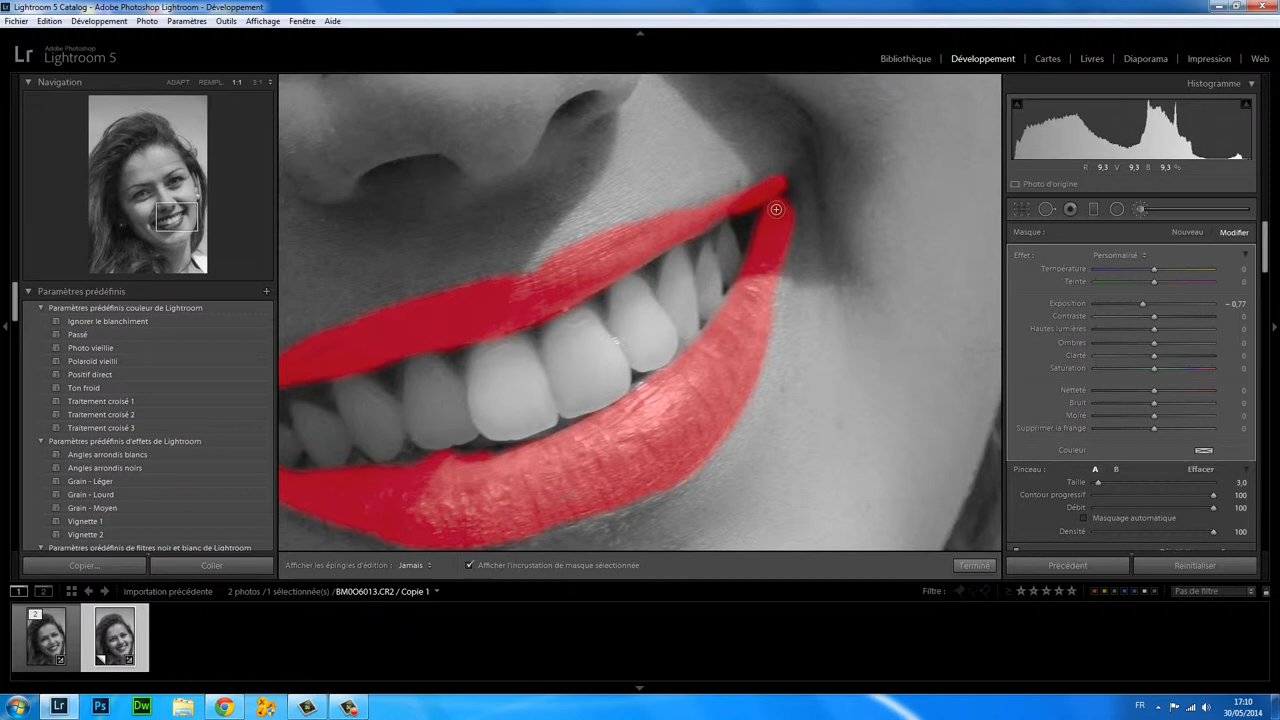 Lightroom 5 Catalog - Adobe Photoshop Lightroom - Développement
Fichier Edition Développement Photo Paramètres Outils Affichage Fenêtre Aide
Lr Adobe Photoshop Lightroom 5
Bibliothèque Développement Cartes Livres Diaporama Impression Web
Navigation ADAPT REMPL. 1:1 3:1
Histogramme
R 9,3 V 9,3 B 9,3 %
Photo d'origine
Masque : Nouveau Modifier
Effet : Personnalisé
Température 0
Teinte 0
Exposition - 0,77
Contraste 0
Hautes lumières 0
Ombres 0
Clarté 0
Saturation 0
Netteté 0
Bruit 0
Moiré 0
Supprimer la frange 0
Couleur
Pinceau : A B Effacer
Taille 3,0
Contour progressif 100
Débit 100
Masquage automatique
Densité 100
Paramètres prédéfinis +
Paramètres prédéfinis couleur de Lightroom
Ignorer le blanchiment
Passé
Photo vieillie
Polaroid vieilli
Positif direct
Ton froid
Traitement croisé 1
Traitement croisé 2
Traitement croisé 3
Paramètres prédéfinis d'effets de Lightroom
Angles arrondis blancs
Angles arrondis noirs
Grain - Léger
Grain - Lourd
Grain - Moyen
Vignette 1
Vignette 2
Paramètres prédéfinis de filtres noir et blanc de Lightroom
Copier... Coller
Afficher les épingles d'édition : Jamais Afficher l'incrustation de masque sélectionnée Terminé
Précédent Réinitialiser
1 2 Importation précédente 2 photos /1 sélectionnée(s) /BM0O6013.CR2 / Copie 1
Filtre : Pas de filtre
2
Lr Ps Dw
FR 17:10
30/05/2014